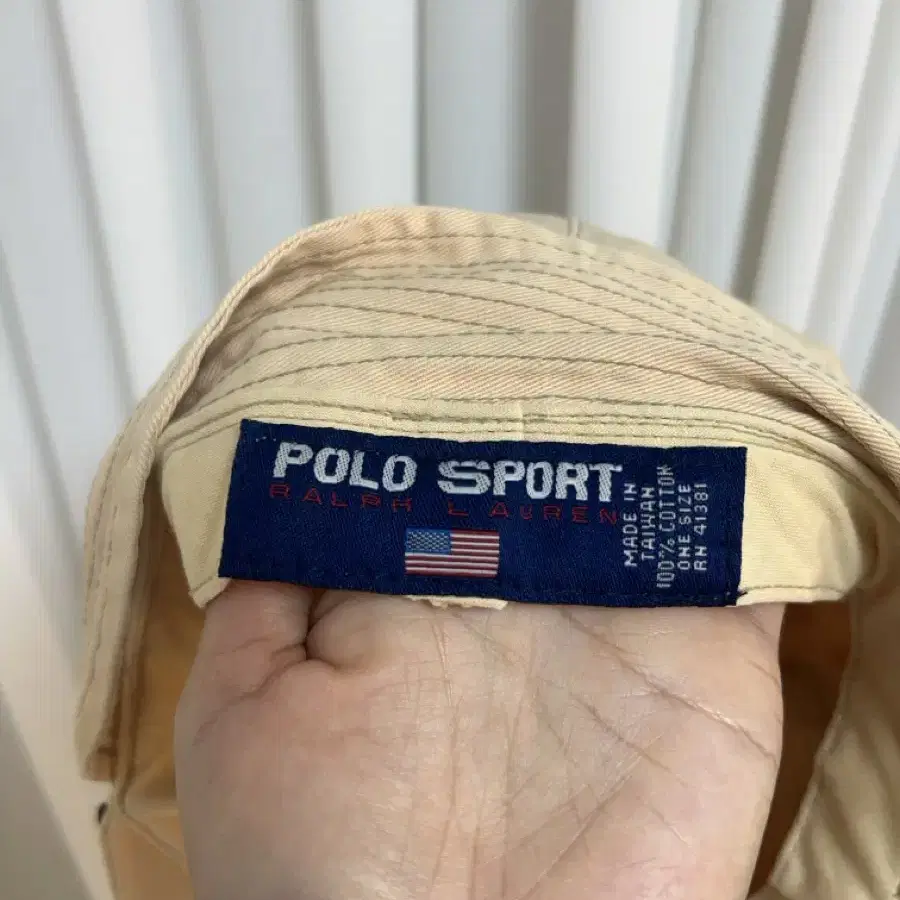 POLO SPORT
RALPH LAUREN
MADE IN
TAIWAN
100% COTTON
ONE SIZE
RN 41381